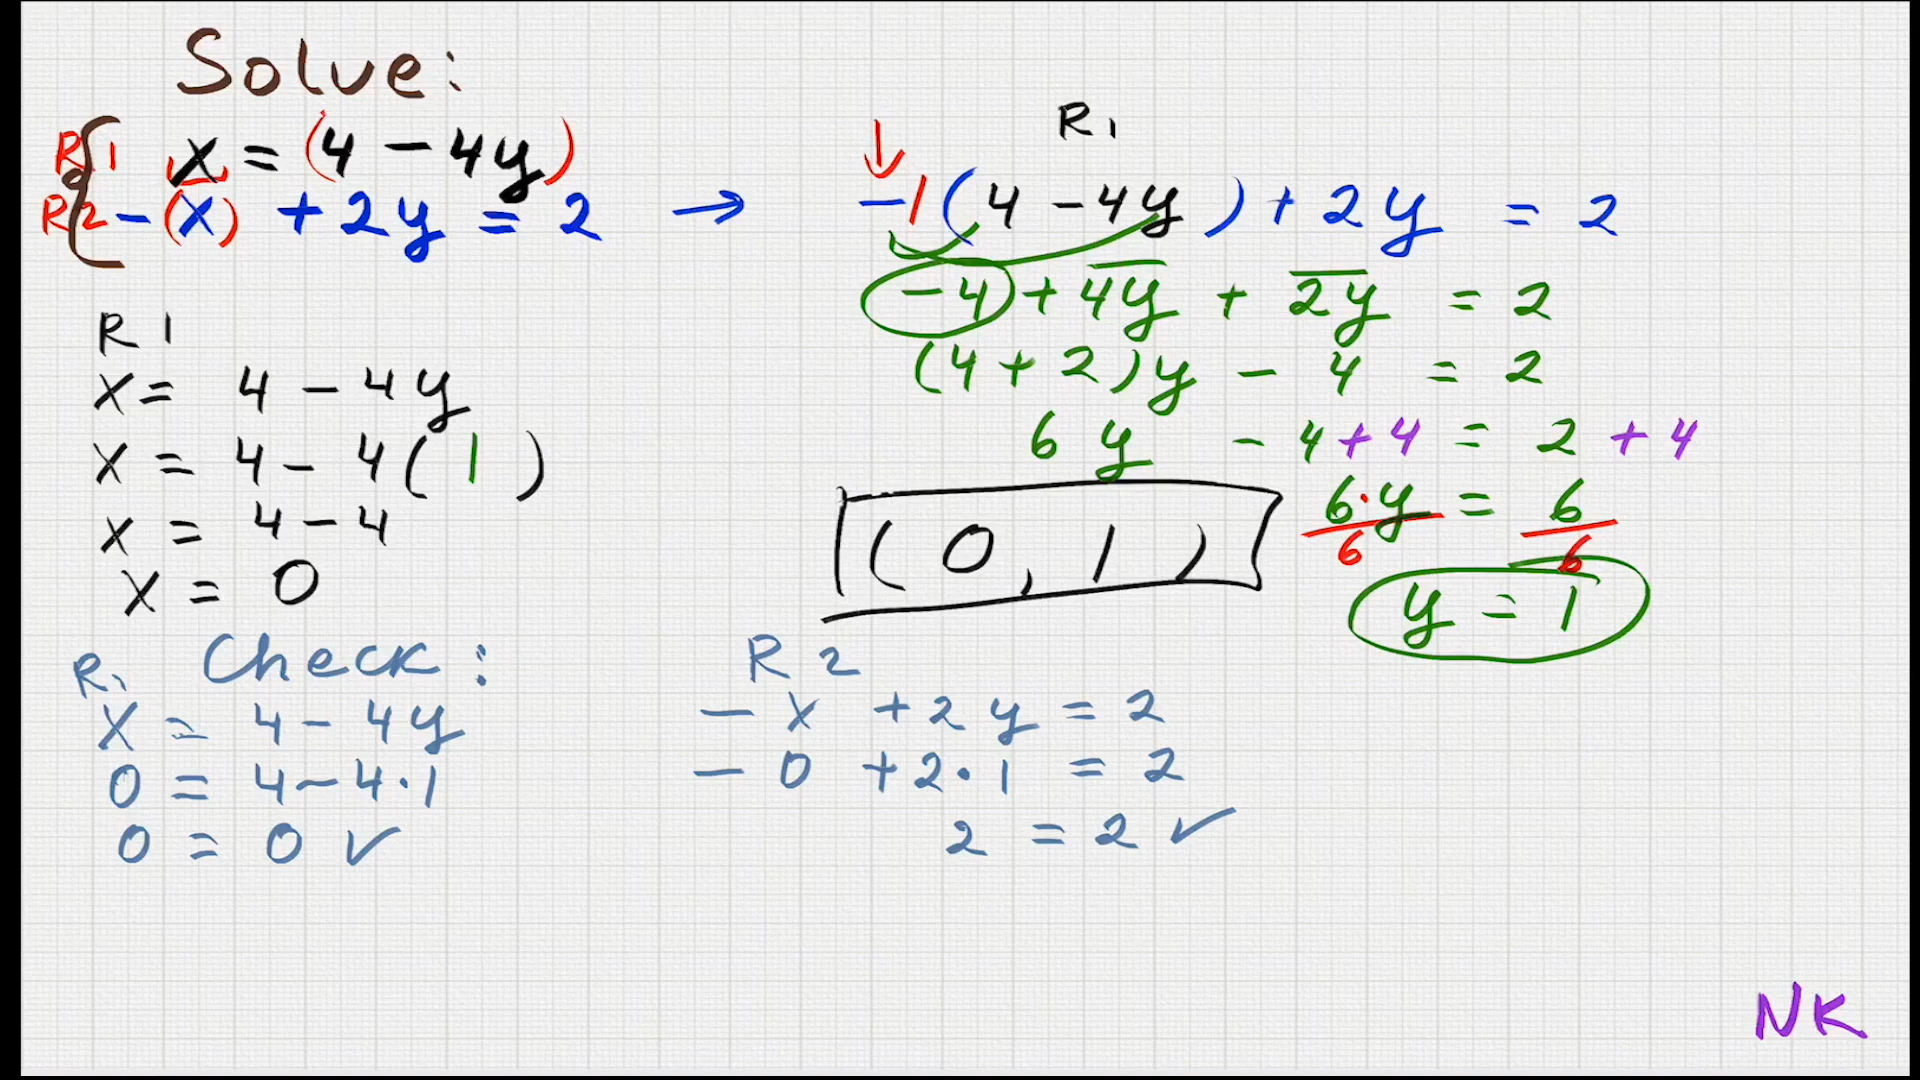 Solve:
R1 x = (4 - 4y)
R2 -(x) + 2y = 2 →
R1
x = 4 - 4y
x = 4 - 4(1)
x = 4 - 4
x = 0
R1
-1(4 - 4y) + 2y = 2
-4 + 4y + 2y = 2
(4 + 2)y - 4 = 2
6y - 4 + 4 = 2 + 4
6·y/6 = 6/6
y = 1
(0, 1)
Check:
R1
x = 4 - 4y
0 = 4 - 4·1
0 = 0 ✓
R2
-x + 2y = 2
-0 + 2·1 = 2
2 = 2 ✓
NK